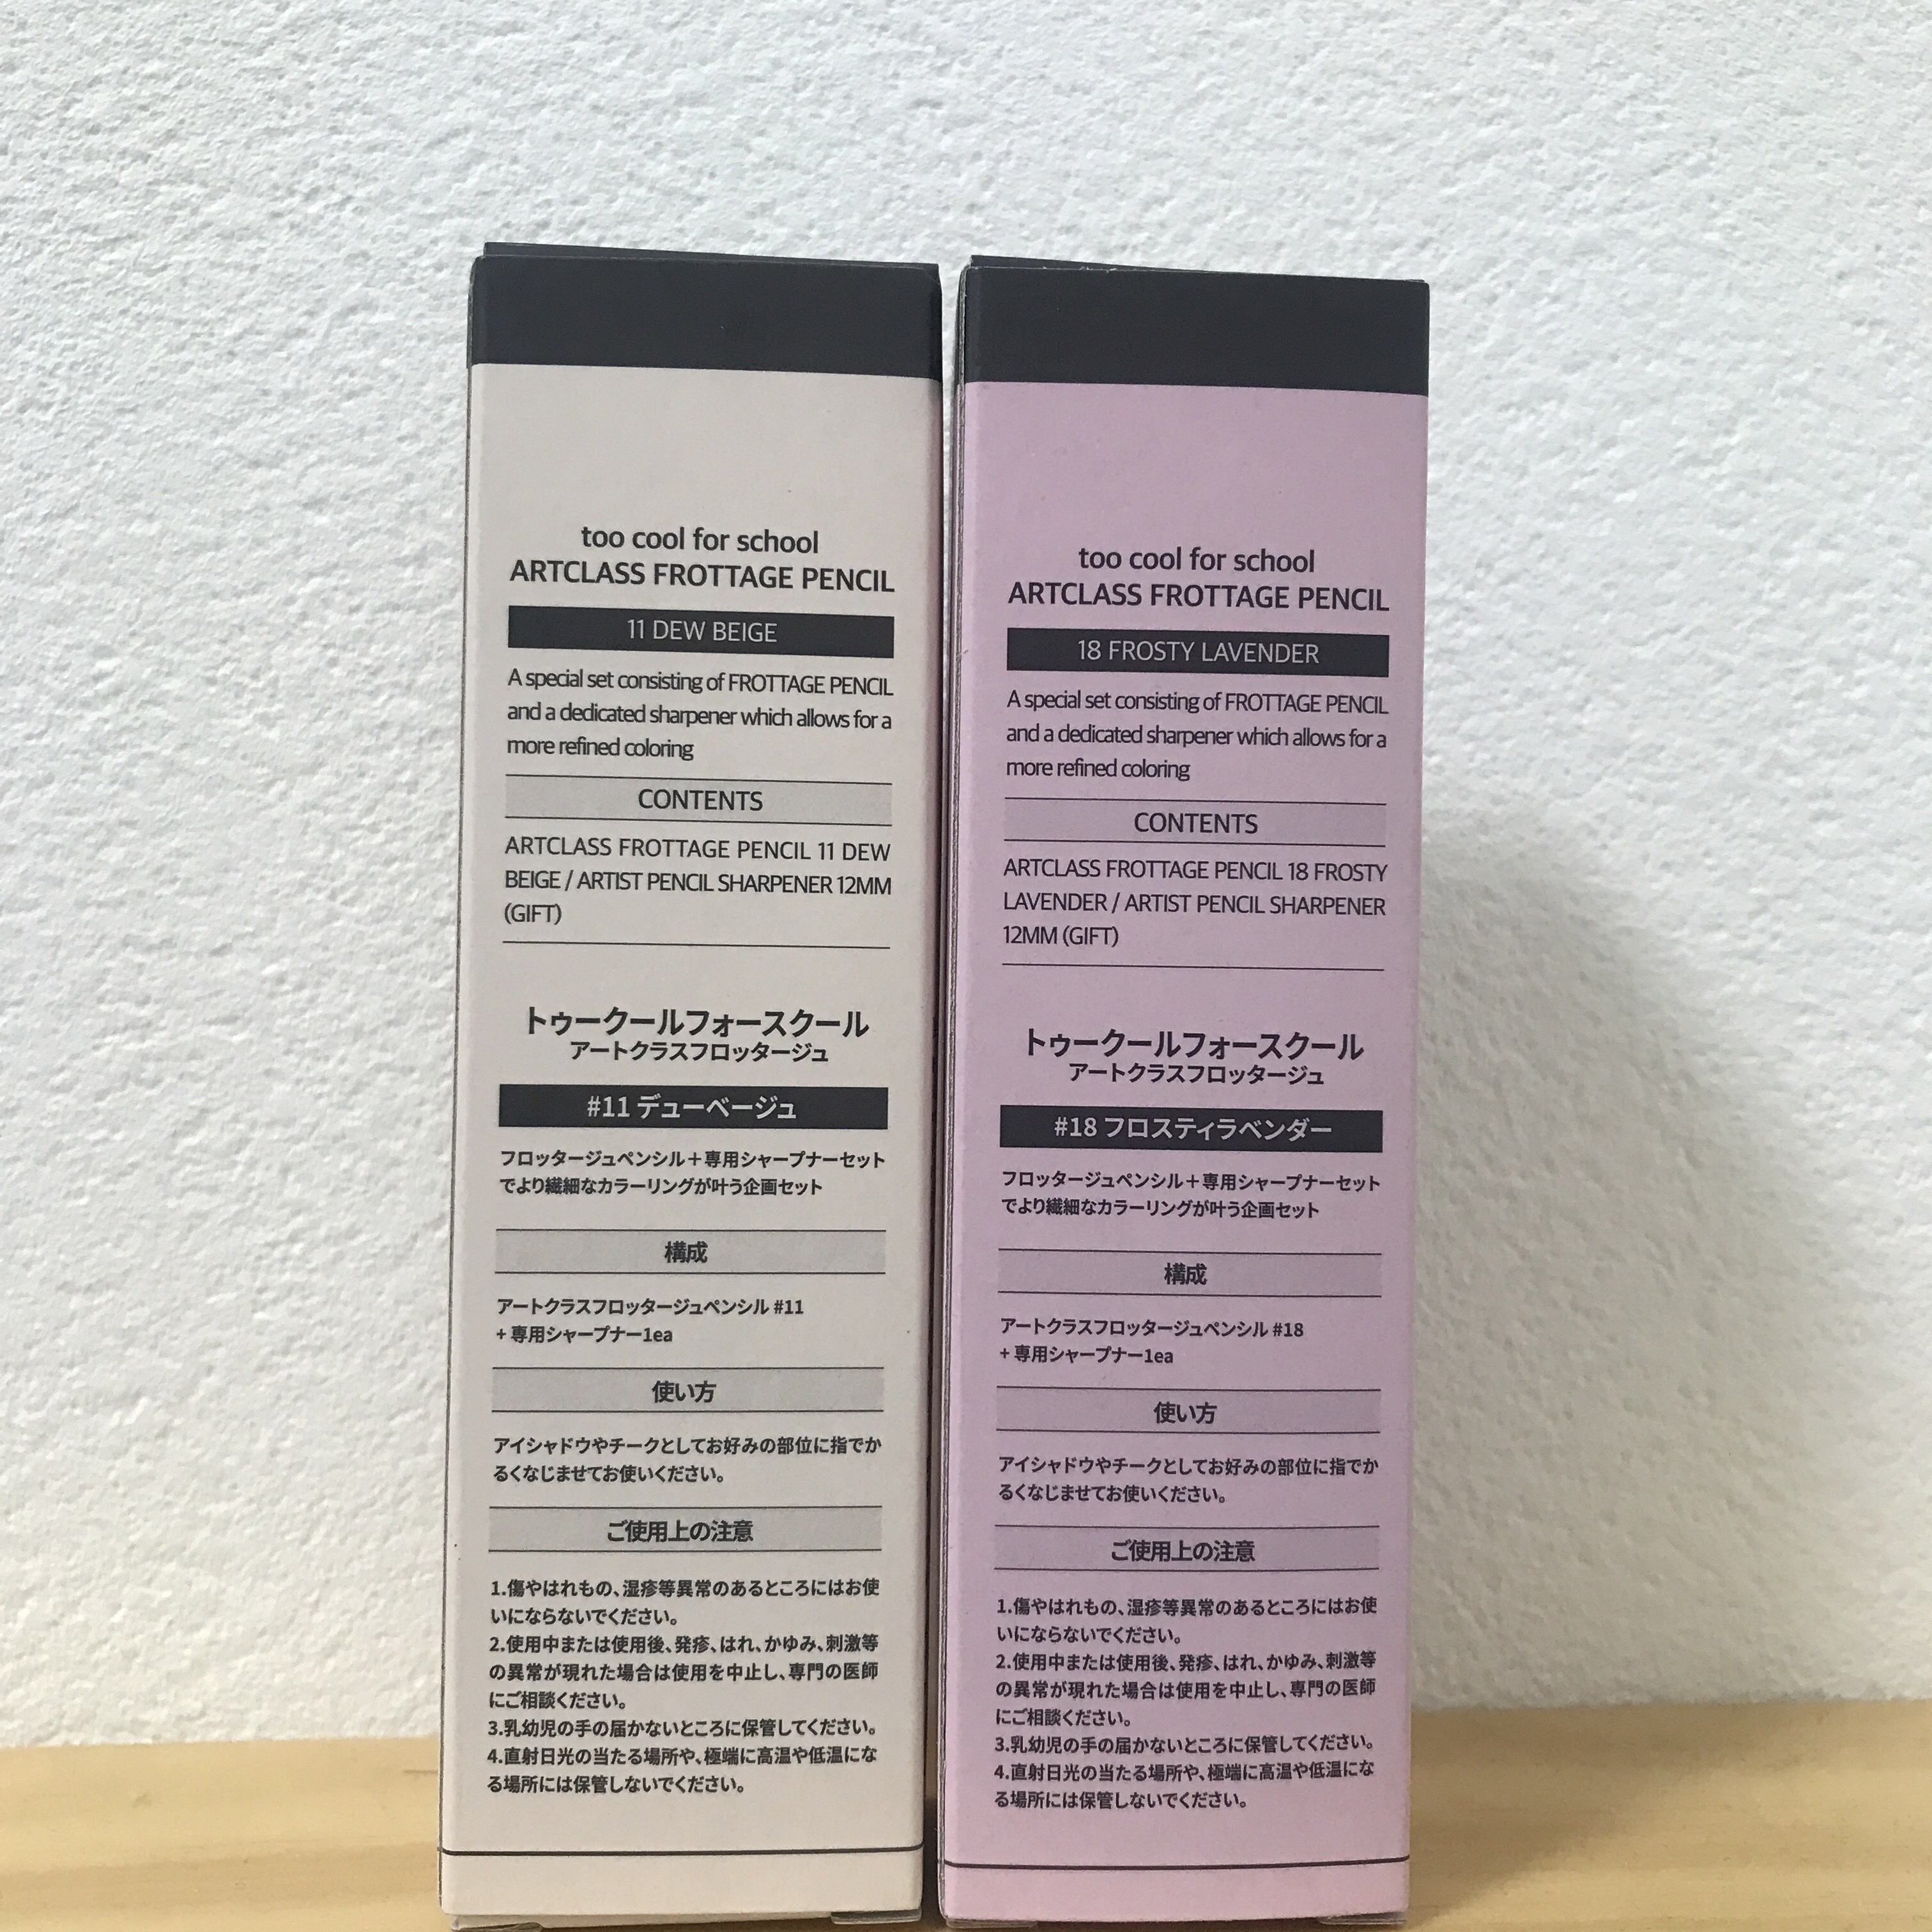 too cool for school
ARTCLASS FROTTAGE PENCIL
11 DEW BEIGE
A special set consisting of FROTTAGE PENCIL
and a dedicated sharpener which allows for a
more refined coloring
CONTENTS
ARTCLASS FROTTAGE PENCIL 11 DEW
BEIGE / ARTIST PENCIL SHARPENER 12MM
(GIFT)
トゥークールフォースクール
アートクラスフロッタージュ
#11 デューベージュ
フロッタージュペンシル＋専用シャープナーセット
でより繊細なカラーリングが叶う企画セット
構成
アートクラスフロッタージュペンシル #11
+ 専用シャープナー1ea
使い方
アイシャドウやチークとしてお好みの部位に指でか
るくなじませてお使いください。
ご使用上の注意
1.傷やはれもの、湿疹等異常のあるところにはお使
いにならないでください。
2.使用中または使用後、発疹、はれ、かゆみ、刺激等
の異常が現れた場合は使用を中止し、専門の医師
にご相談ください。
3.乳幼児の手の届かないところに保管してください。
4.直射日光の当たる場所や、極端に高温や低温にな
る場所には保管しないでください。
too cool for school
ARTCLASS FROTTAGE PENCIL
18 FROSTY LAVENDER
A special set consisting of FROTTAGE PENCIL
and a dedicated sharpener which allows for a
more refined coloring
CONTENTS
ARTCLASS FROTTAGE PENCIL 18 FROSTY
LAVENDER / ARTIST PENCIL SHARPENER
12MM (GIFT)
トゥークールフォースクール
アートクラスフロッタージュ
#18 フロスティラベンダー
フロッタージュペンシル＋専用シャープナーセット
でより繊細なカラーリングが叶う企画セット
構成
アートクラスフロッタージュペンシル #18
+ 専用シャープナー1ea
使い方
アイシャドウやチークとしてお好みの部位に指でか
るくなじませてお使いください。
ご使用上の注意
1.傷やはれもの、湿疹等異常のあるところにはお使
いにならないでください。
2.使用中または使用後、発疹、はれ、かゆみ、刺激等
の異常が現れた場合は使用を中止し、専門の医師
にご相談ください。
3.乳幼児の手の届かないところに保管してください。
4.直射日光の当たる場所や、極端に高温や低温にな
る場所には保管しないでください。